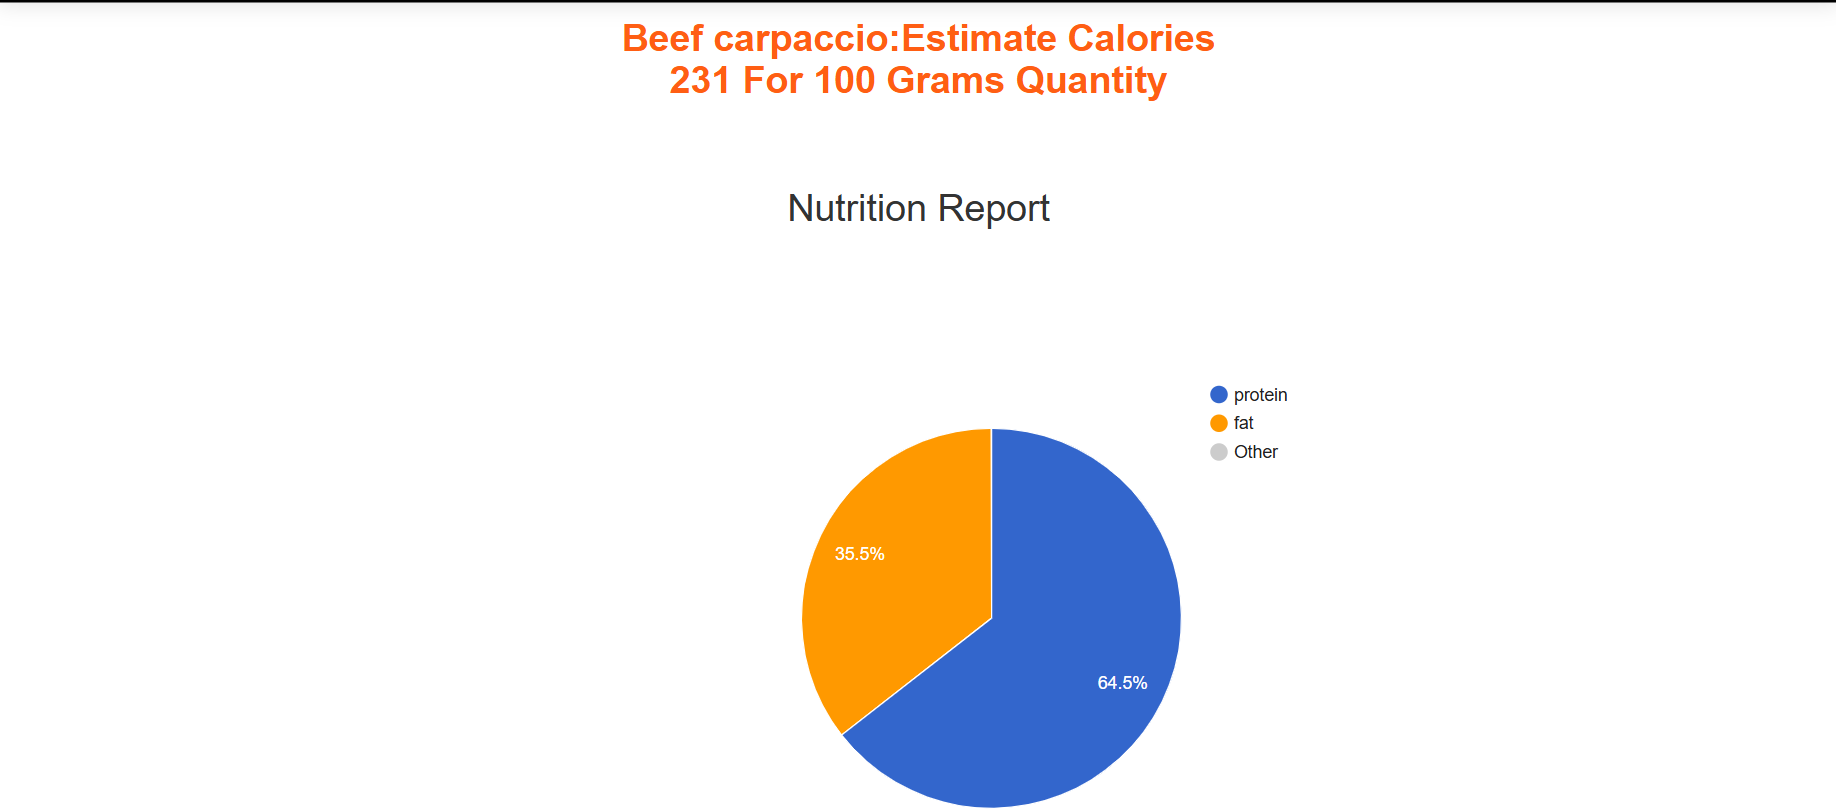 Beef carpaccio:Estimate Calories
231 For 100 Grams Quantity
Nutrition Report
protein
fat
Other
35.5%
64.5%